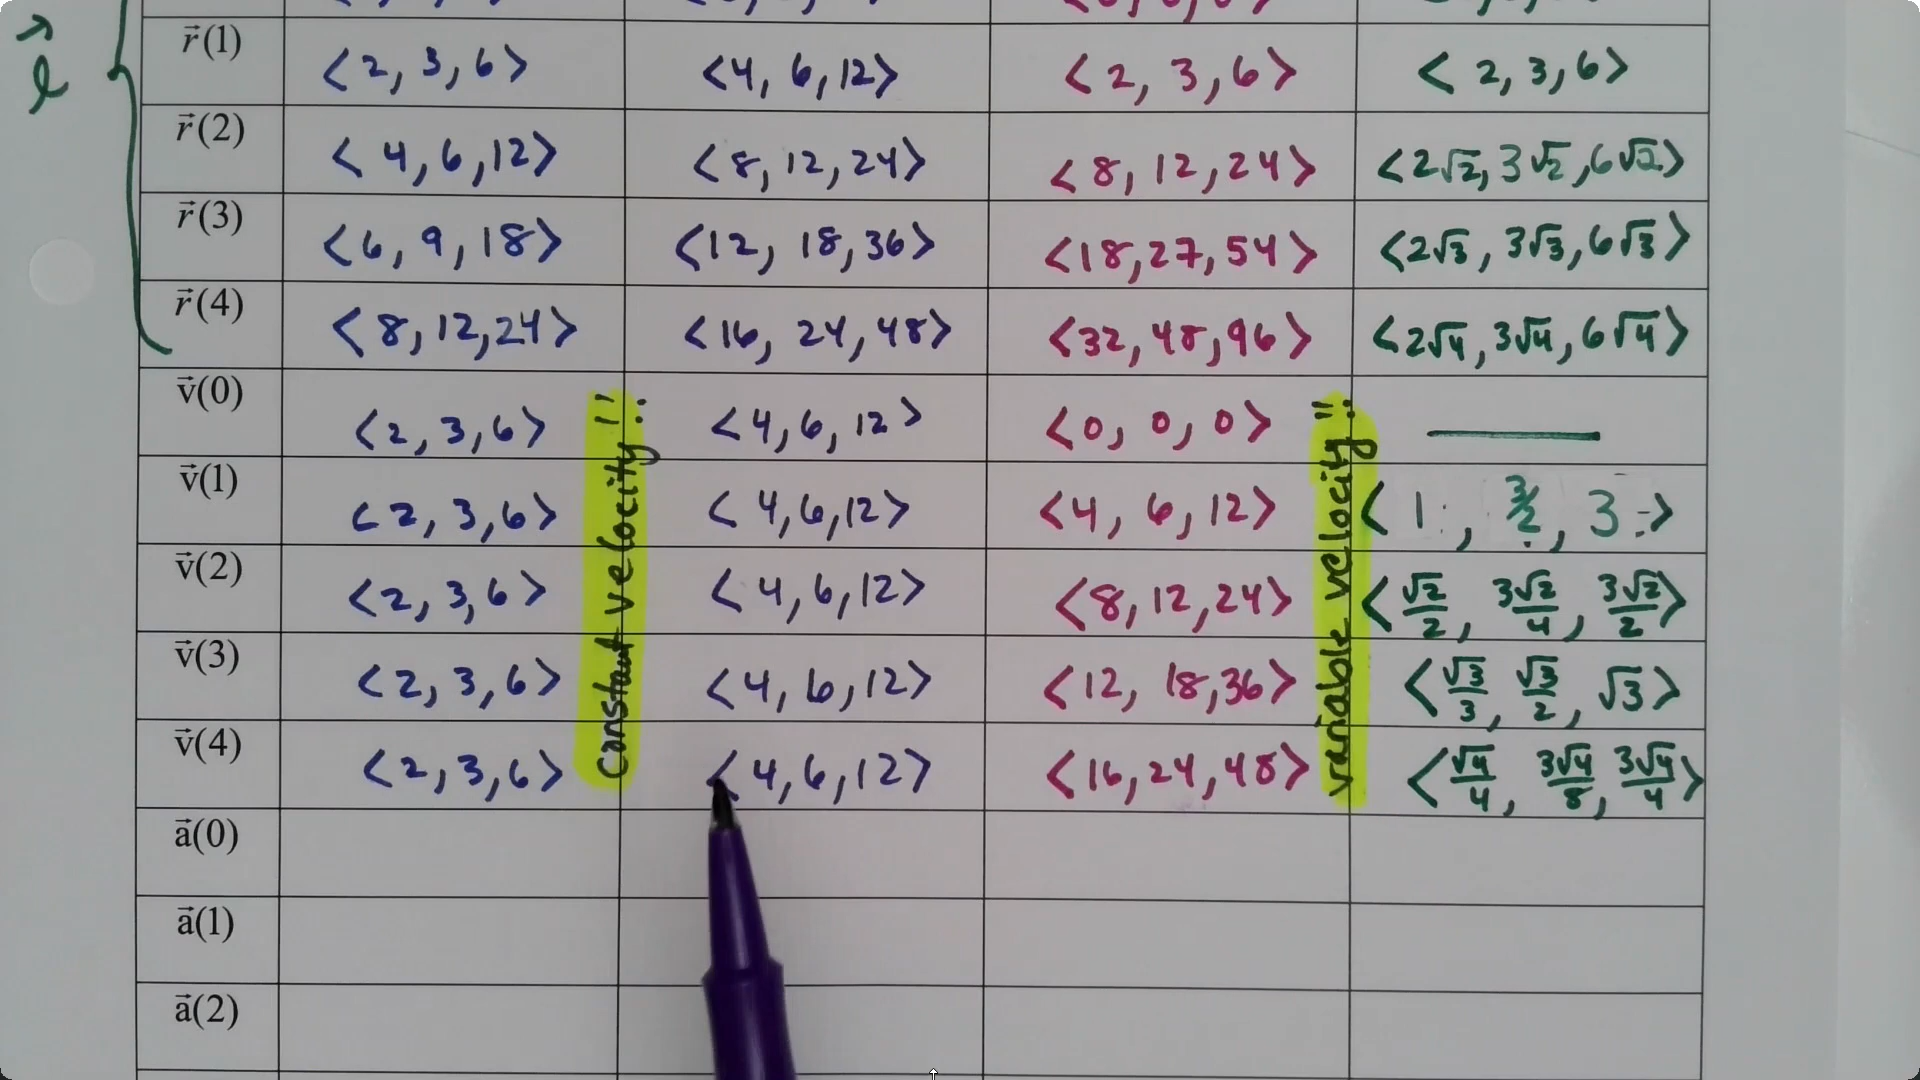 r⃗(1) <2, 3, 6> <4, 6, 12> <2, 3, 6> <2, 3, 6>
r⃗(2) <4, 6, 12> <8, 12, 24> <8, 12, 24> <2√2, 3√2, 6√2>
r⃗(3) <6, 9, 18> <12, 18, 36> <18, 27, 54> <2√3, 3√3, 6√3>
r⃗(4) <8, 12, 24> <16, 24, 48> <32, 48, 96> <2√4, 3√4, 6√4>
v⃗(0) <2, 3, 6> <4, 6, 12> <0, 0, 0> —
v⃗(1) <2, 3, 6> <4, 6, 12> <4, 6, 12> <1, 3/2, 3>
v⃗(2) <2, 3, 6> <4, 6, 12> <8, 12, 24> <√2/2, 3√2/4, 3√2/2>
v⃗(3) <2, 3, 6> <4, 6, 12> <12, 18, 36> <√3/3, √3/2, √3>
v⃗(4) <2, 3, 6> <4, 6, 12> <16, 24, 48> <√4/4, 3√4/8, 3√4/4>
constant velocity!!
variable velocity!!
a⃗(0)
a⃗(1)
a⃗(2)